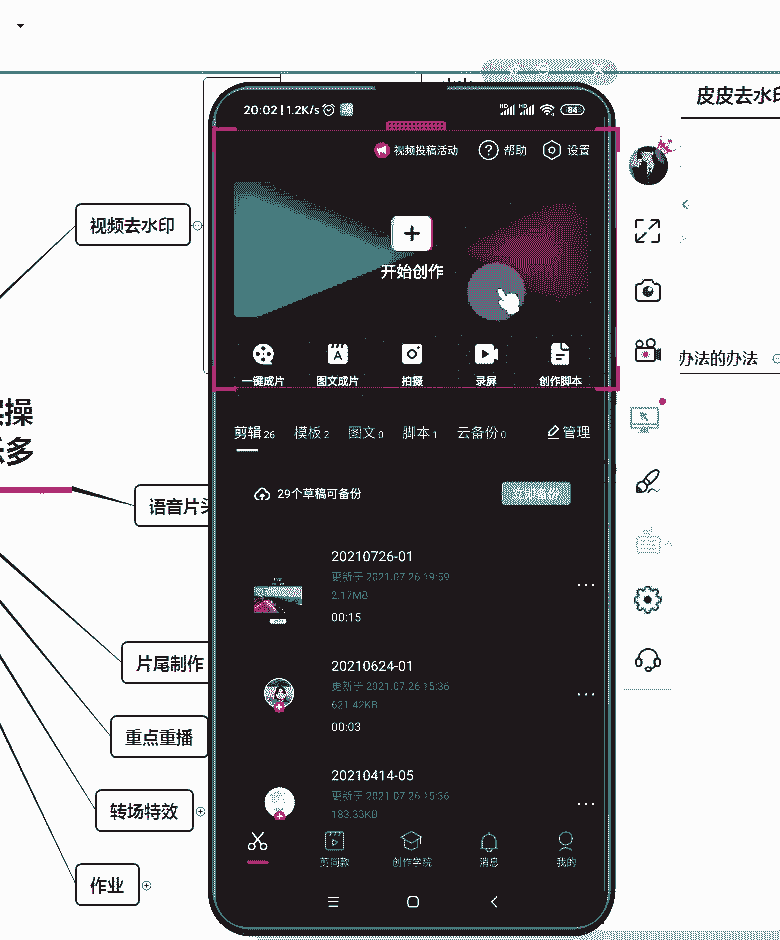 皮皮去水印
20:02 | 1.2K/s
84
视频投稿活动
帮助
设置
视频去水印
开始创作
一键成片
图文成片
拍摄
录屏
创作脚本
办法的办法
操
多
剪辑 26
模板 2
图文 0
脚本 1
云备份 0
管理
29个草稿可备份
立即备份
语音片头
20210726-01
更新于 2021.07.26 19:59
2.17MB
00:15
片尾制作
20210624-01
更新于 2021.07.26 15:36
621.42KB
00:03
重点重播
20210414-05
更新于 2021.07.26 15:36
183.33KB
转场特效
剪同款
创作学院
消息
我的
作业